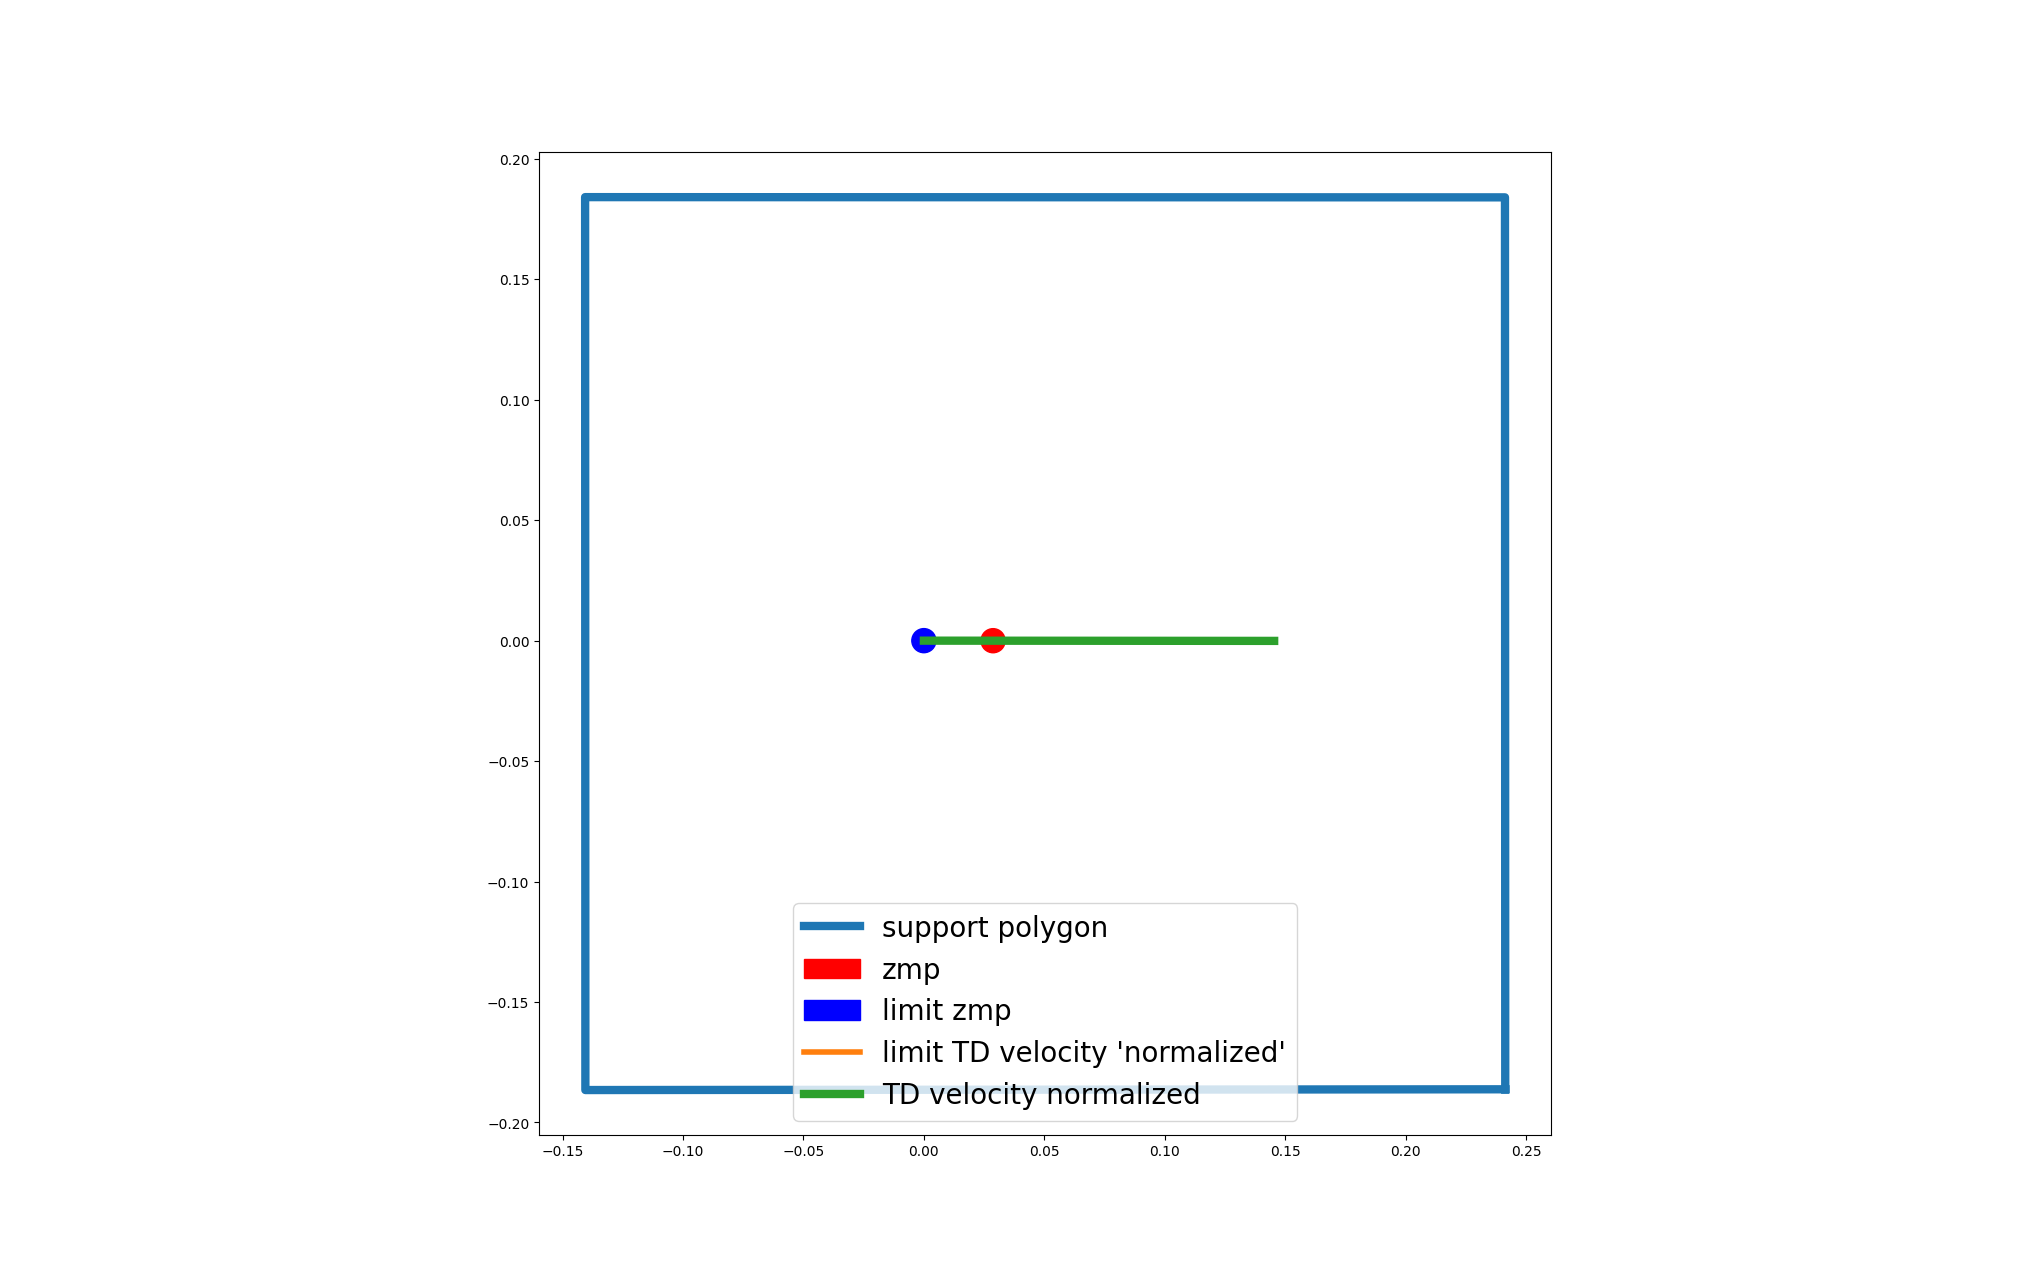 0.20
0.15
0.10
0.05
0.00
−0.05
−0.10
−0.15
−0.20
support polygon
zmp
limit zmp
limit TD velocity 'normalized'
TD velocity normalized
−0.15 −0.10 −0.05 0.00 0.05 0.10 0.15 0.20 0.25